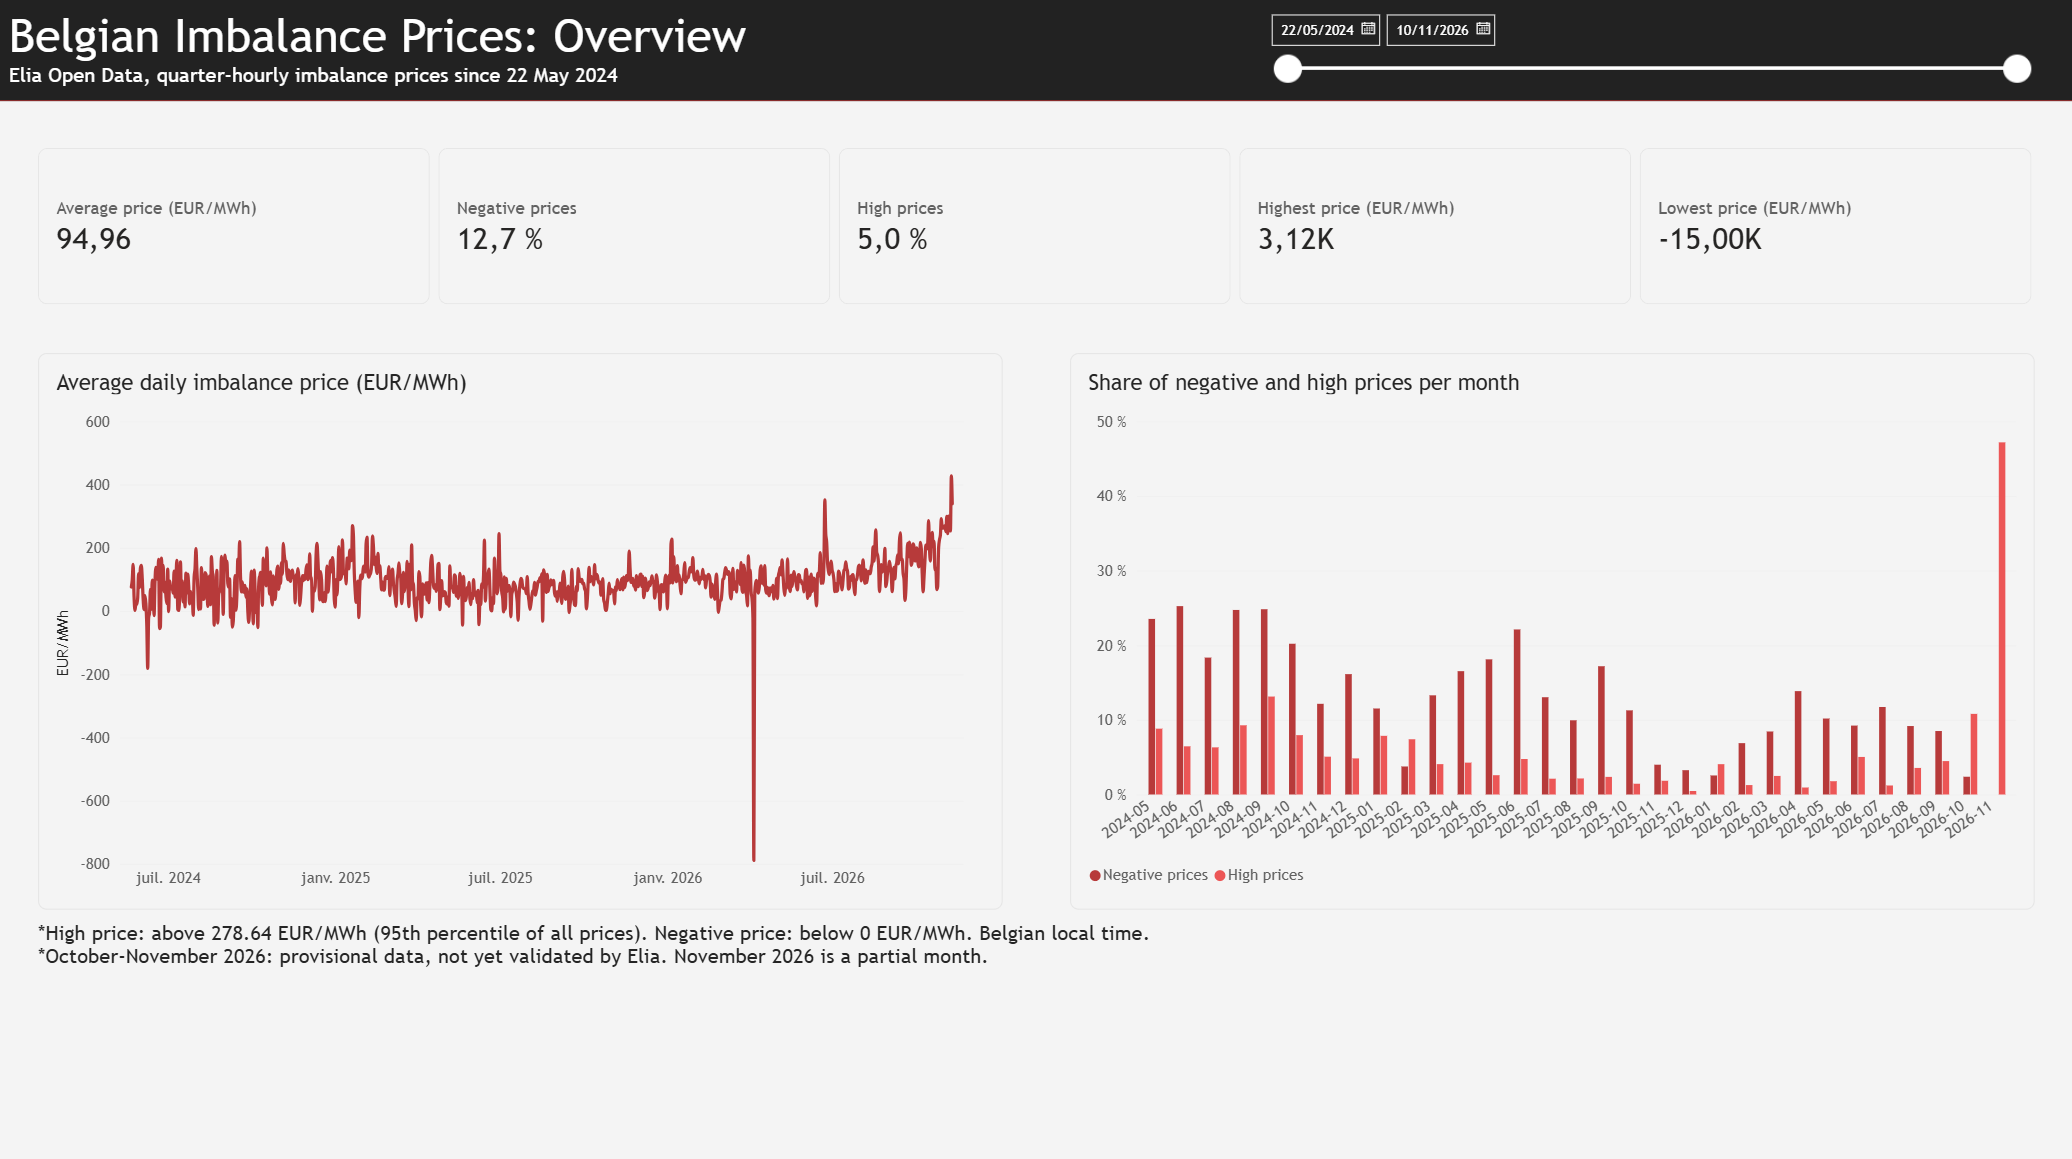 Belgian Imbalance Prices: Overview
Elia Open Data, quarter-hourly imbalance prices since 22 May 2024
22/05/2024
10/11/2026
Average price (EUR/MWh)
94,96
Negative prices
12,7 %
High prices
5,0 %
Highest price (EUR/MWh)
3,12K
Lowest price (EUR/MWh)
-15,00K
Average daily imbalance price (EUR/MWh)
EUR/MWh
600
400
200
0
-200
-400
-600
-800
juil. 2024
janv. 2025
juil. 2025
janv. 2026
juil. 2026
Share of negative and high prices per month
50 %
40 %
30 %
20 %
10 %
0 %
2024-05
2024-06
2024-07
2024-08
2024-09
2024-10
2024-11
2024-12
2025-01
2025-02
2025-03
2025-04
2025-05
2025-06
2025-07
2025-08
2025-09
2025-10
2025-11
2025-12
2026-01
2026-02
2026-03
2026-04
2026-05
2026-06
2026-07
2026-08
2026-09
2026-10
2026-11
Negative prices
High prices
*High price: above 278.64 EUR/MWh (95th percentile of all prices). Negative price: below 0 EUR/MWh. Belgian local time.
*October-November 2026: provisional data, not yet validated by Elia. November 2026 is a partial month.